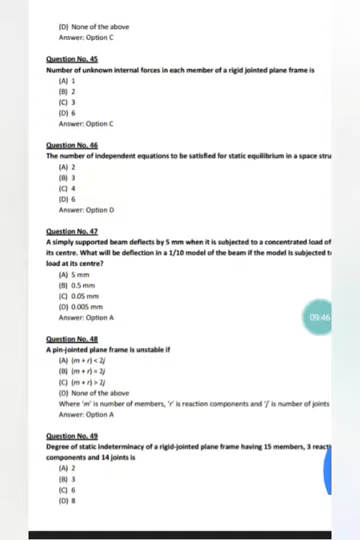 (D) None of the above
Answer: Option C
Question No. 45
Number of unknown internal forces in each member of a rigid jointed plane frame is
(A) 1
(B) 2
(C) 3
(D) 6
Answer: Option C
Question No. 46
The number of independent equations to be satisfied for static equilibrium in a space stru
(A) 2
(B) 3
(C) 4
(D) 6
Answer: Option D
Question No. 47
A simply supported beam deflects by 5 mm when it is subjected to a concentrated load of
its centre. What will be deflection in a 1/10 model of the beam if the model is subjected t
load at its centre?
(A) 5 mm
(B) 0.5 mm
(C) 0.05 mm
(D) 0.005 mm
Answer: Option A
09:46
Question No. 48
A pin-jointed plane frame is unstable if
(A) (m + r) < 2j
(B) (m + r) = 2j
(C) (m + r) > 2j
(D) None of the above
Where 'm' is number of members, 'r' is reaction components and 'j' is number of joints
Answer: Option A
Question No. 49
Degree of static indeterminacy of a rigid-jointed plane frame having 15 members, 3 react
components and 14 joints is
(A) 2
(B) 3
(C) 6
(D) 8